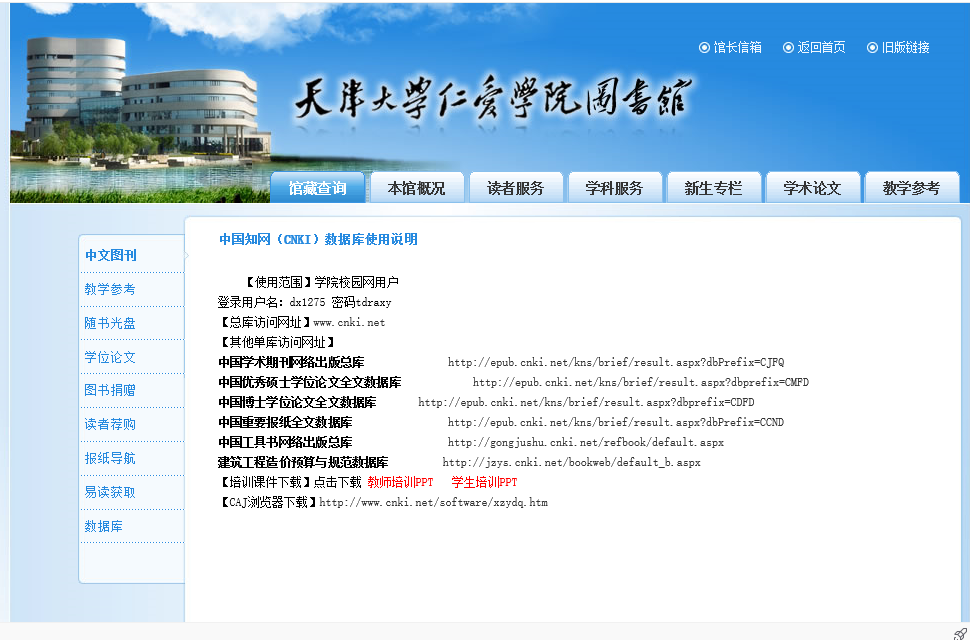 馆长信箱 返回首页 旧版链接
天津大學仁爱學院圖書館
馆藏查询 本馆概况 读者服务 学科服务 新生专栏 学术论文 教学参考
中文图刊
教学参考
随书光盘
学位论文
图书捐赠
读者荐购
报纸导航
易读获取
数据库
中国知网（CNKI）数据库使用说明
【使用范围】学院校园网用户
登录用户名：dx1275 密码tdraxy
【总库访问网址】www.cnki.net
【其他单库访问网址】
中国学术期刊网络出版总库 http://epub.cnki.net/kns/brief/result.aspx?dbPrefix=CJFQ
中国优秀硕士学位论文全文数据库 http://epub.cnki.net/kns/brief/result.aspx?dbprefix=CMFD
中国博士学位论文全文数据库 http://epub.cnki.net/kns/brief/result.aspx?dbprefix=CDFD
中国重要报纸全文数据库 http://epub.cnki.net/kns/brief/result.aspx?dbPrefix=CCND
中国工具书网络出版总库 http://gongjushu.cnki.net/refbook/default.aspx
建筑工程造价预算与规范数据库 http://jzys.cnki.net/bookweb/default_b.aspx
【培训课件下载】点击下载 教师培训PPT 学生培训PPT
【CAJ浏览器下载】http://www.cnki.net/software/xzydq.htm